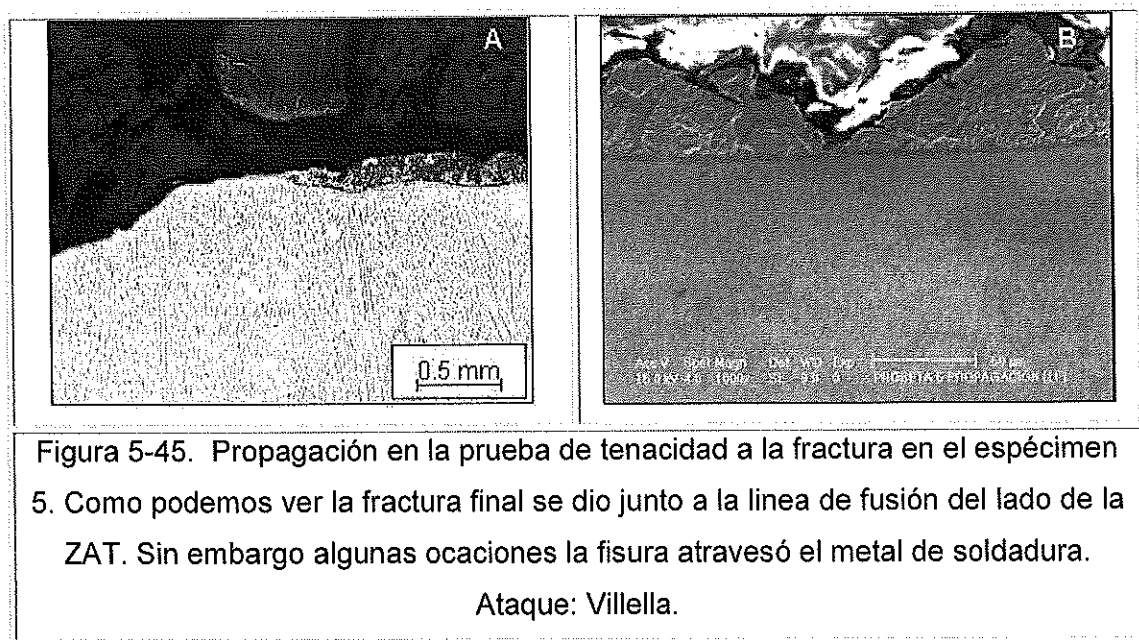 A
B
0.5 mm
Figura 5-45. Propagación en la prueba de tenacidad a la fractura en el espécimen
5. Como podemos ver la fractura final se dio junto a la linea de fusión del lado de la
ZAT. Sin embargo algunas ocaciones la fisura atravesó el metal de soldadura.
Ataque: Villella.